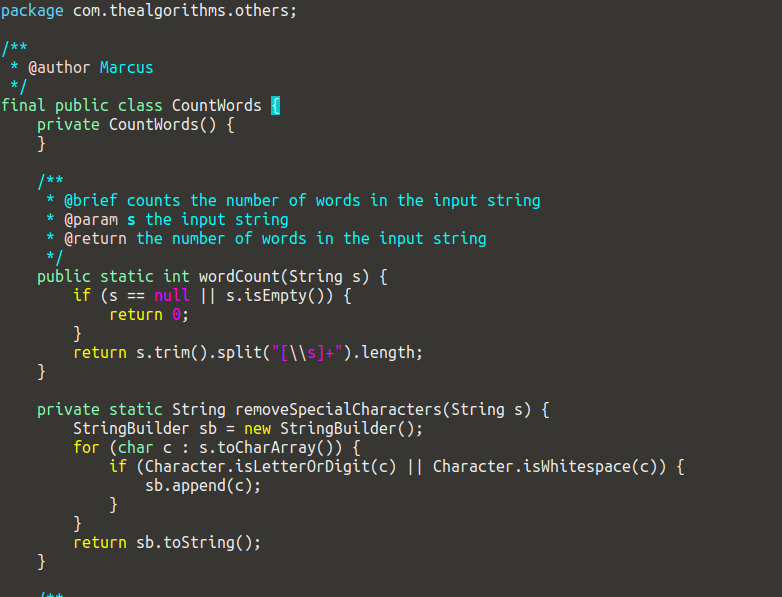 package com.thealgorithms.others;

/**
 * @author Marcus
 */
final public class CountWords {
    private CountWords() {
    }

    /**
     * @brief counts the number of words in the input string
     * @param s the input string
     * @return the number of words in the input string
     */
    public static int wordCount(String s) {
        if (s == null || s.isEmpty()) {
            return 0;
        }
        return s.trim().split("[\\s]+").length;
    }

    private static String removeSpecialCharacters(String s) {
        StringBuilder sb = new StringBuilder();
        for (char c : s.toCharArray()) {
            if (Character.isLetterOrDigit(c) || Character.isWhitespace(c)) {
                sb.append(c);
            }
        }
        return sb.toString();
    }

    /**